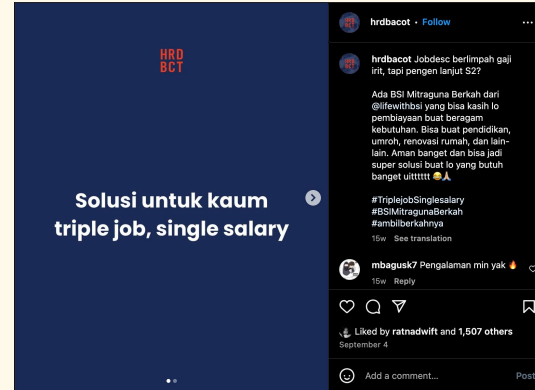 HRD
BCT
Solusi untuk kaum
triple job, single salary
hrdbacot • Follow
hrdbacot Jobdesc berlimpah gaji
irit, tapi pengen lanjut S2?
Ada BSI Mitraguna Berkah dari
@lifewithbsi yang bisa kasih lo
pembiayaan buat beragam
kebutuhan. Bisa buat pendidikan,
umroh, renovasi rumah, dan lain-
lain. Aman banget dan bisa jadi
super solusi buat lo yang butuh
banget uitttttt 😂🙏🏻
#TriplejobSinglesalary
#BSIMitragunaBerkah
#ambilberkahnya
15w See translation
mbagusk7 Pengalaman min yak 🔥
15w Reply
Liked by ratnadwift and 1,507 others
September 4
Add a comment...
Post